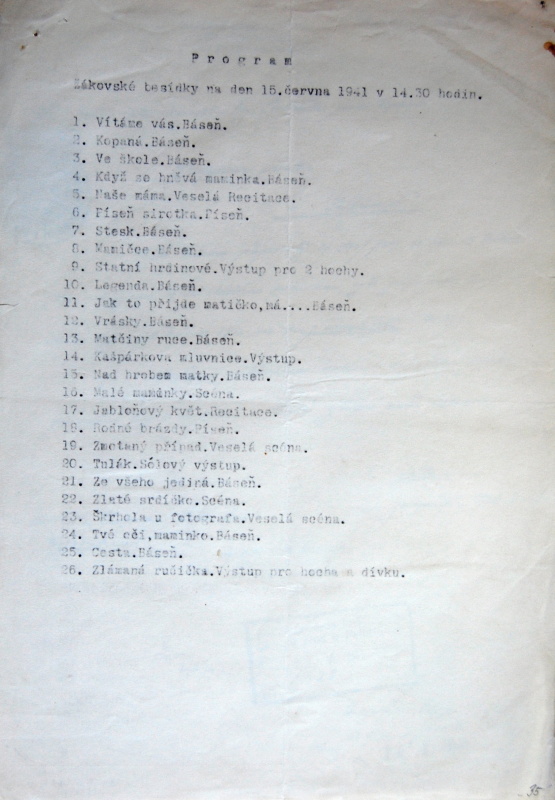 P r o g r a m
Žákovské besídky na den 15.června 1941 v 14.30 hodin.
1. Vítáme vás.Báseň.
2. Kopaná.Báseň.
3. Ve škole.Báseň.
4. Když se hněvá maminka.Báseň.
5. Naše máma.Veselá Recitace.
6. Píseň sirotka.Píseň.
7. Stesk.Báseň.
8. Mamičce.Báseň.
9. Statní hrdinové.Výstup pro 2 hochy.
10. Legenda.Báseň.
11. Jak to přijde matičko,má....Báseň.
12. Vrásky.Báseň.
13. Matčiny ruce.Báseň.
14. Kašpárkova mluvnice.Výstup.
15. Nad hrobem matky.Báseň.
16. Malé maminky.Scéna.
17. Jabloňový květ.Recitace.
18. Rodné brázdy.Píseň.
19. Zmotaný případ.Veselá scéna.
20. Tulák.Sólový výstup.
21. Ze všeho jediná.Báseň.
22. Zlaté srdíčko.Scéna.
23. Škrhola u fotografa.Veselá scéna.
24. Tvé oči,maminko.Báseň.
25. Cesta.Báseň.
26. Zlámaná ručička.Výstup pro hocha a dívku.
35